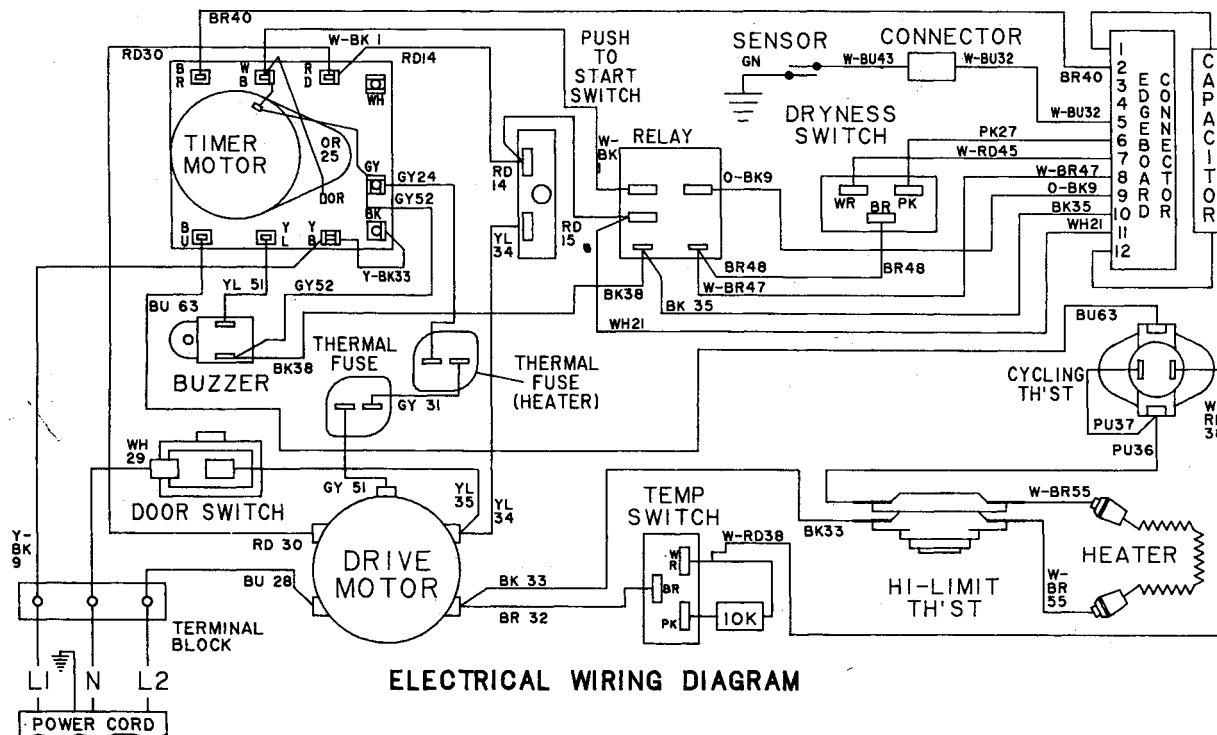 BR40
RD30
W-BK 1
RD14
PUSH
TO
START
SWITCH
SENSOR
GN
W-BU43
CONNECTOR
W-BU32
BR40
W-BU32
B
R
W
B
R
D
WH
TIMER
MOTOR
OR
25
OR
GY
BK
B
U
Y
L
Y
B
GY24
GY52
Y-BK33
RD
14
YL
34
RD
15
W-
BK
1
RELAY
O-BK9
DRYNESS
SWITCH
WR
BR
PK
PK27
W-RD45
W-BR47
O-BK9
BK35
WH21
1
2
3
4
5
6
7
8
9
10
11
12
EDGEBOARD
CONNECTOR
CAPACITOR
BR48
BR48
W-BR47
BK38
BK 35
WH21
BU 63
YL 51
GY52
BUZZER
BK38
THERMAL
FUSE
THERMAL
FUSE
(HEATER)
GY 31
BU63
CYCLING
TH'ST
PU37
PU36
WH
29
DOOR SWITCH
GY 51
YL
35
YL
34
RD 30
DRIVE
MOTOR
BU 28
BK 33
BR 32
TEMP
SWITCH
W
R
BR
PK
W-RD38
10K
BK33
W-BR55
HI-LIMIT
TH'ST
HEATER
W-
BR
55
Y-
BK
9
TERMINAL
BLOCK
L1
N
L2
POWER CORD
ELECTRICAL WIRING DIAGRAM